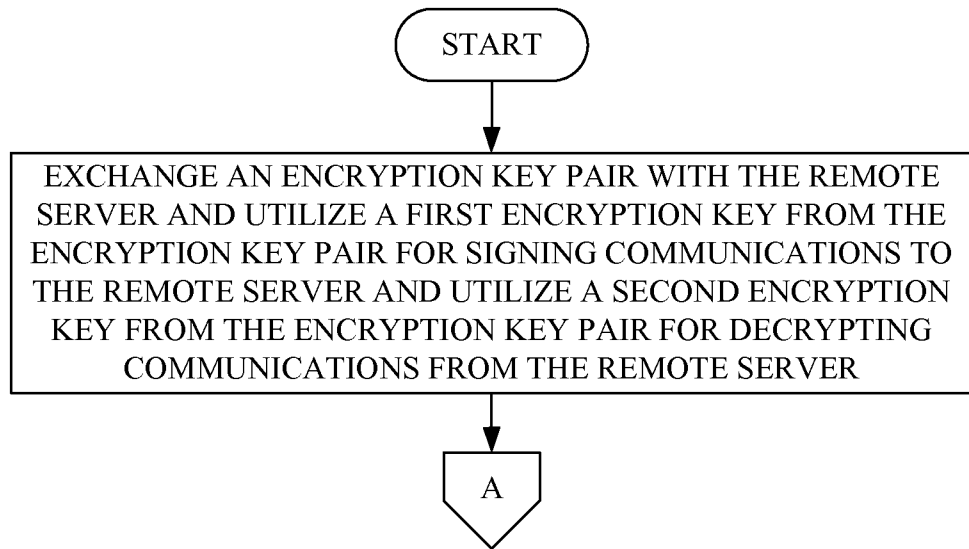 START
EXCHANGE AN ENCRYPTION KEY PAIR WITH THE REMOTE
SERVER AND UTILIZE A FIRST ENCRYPTION KEY FROM THE
ENCRYPTION KEY PAIR FOR SIGNING COMMUNICATIONS TO
THE REMOTE SERVER AND UTILIZE A SECOND ENCRYPTION
KEY FROM THE ENCRYPTION KEY PAIR FOR DECRYPTING
COMMUNICATIONS FROM THE REMOTE SERVER
A